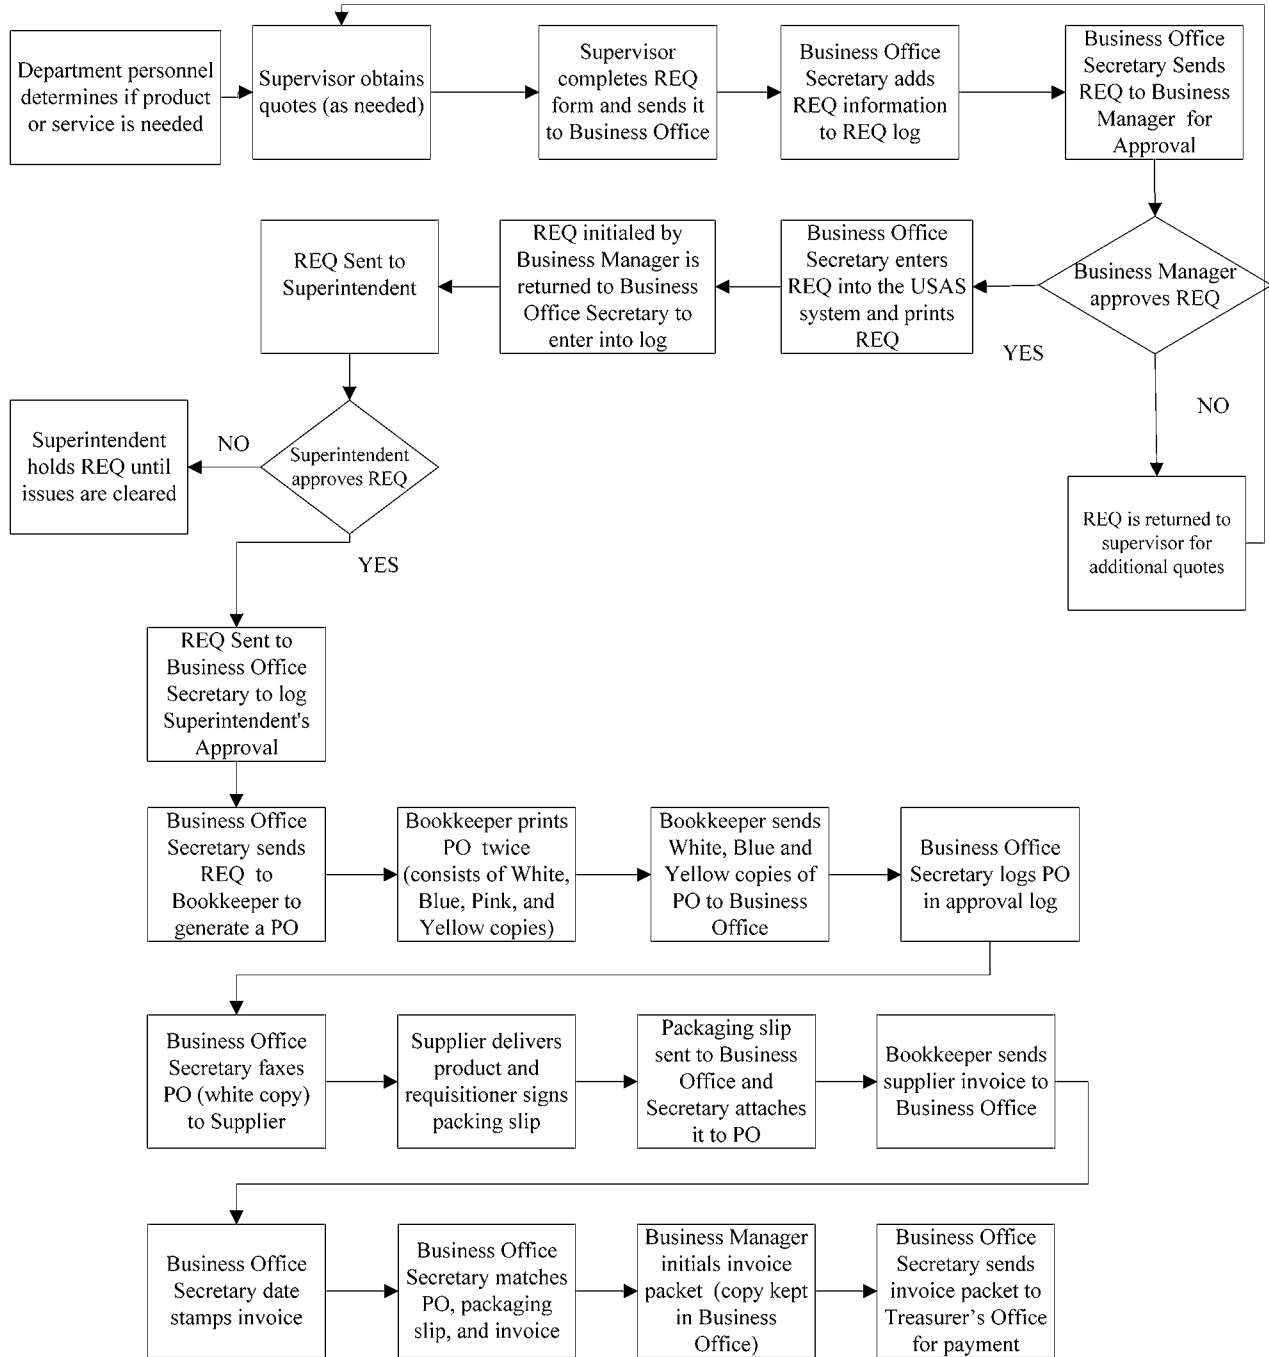 Department personnel
determines if product
or service is needed
Supervisor obtains
quotes (as needed)
Supervisor
completes REQ
form and sends it
to Business Office
Business Office
Secretary adds
REQ information
to REQ log
Business Office
Secretary Sends
REQ to Business
Manager for
Approval
Business Manager
approves REQ
YES
NO
Business Office
Secretary enters
REQ into the USAS
system and prints
REQ
REQ initialed by
Business Manager is
returned to Business
Office Secretary to
enter into log
REQ Sent to
Superintendent
REQ is returned to
supervisor for
additional quotes
Superintendent
approves REQ
NO
Superintendent
holds REQ until
issues are cleared
YES
REQ Sent to
Business Office
Secretary to log
Superintendent's
Approval
Business Office
Secretary sends
REQ to
Bookkeeper to
generate a PO
Bookkeeper prints
PO twice
(consists of White,
Blue, Pink, and
Yellow copies)
Bookkeeper sends
White, Blue and
Yellow copies of
PO to Business
Office
Business Office
Secretary logs PO
in approval log
Business Office
Secretary faxes
PO (white copy)
to Supplier
Supplier delivers
product and
requisitioner signs
packing slip
Packaging slip
sent to Business
Office and
Secretary attaches
it to PO
Bookkeeper sends
supplier invoice to
Business Office
Business Office
Secretary date
stamps invoice
Business Office
Secretary matches
PO, packaging
slip, and invoice
Business Manager
initials invoice
packet (copy kept
in Business
Office)
Business Office
Secretary sends
invoice packet to
Treasurer's Office
for payment